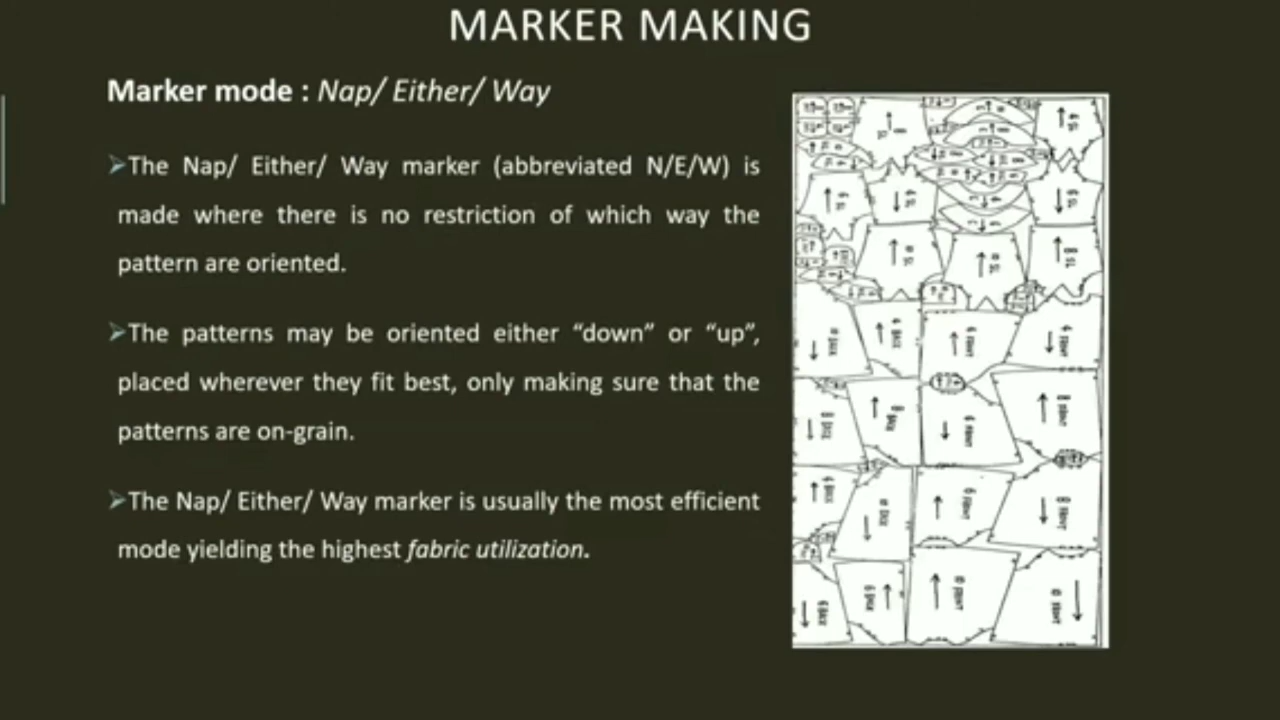 MARKER MAKING
Marker mode : Nap/ Either/ Way
➢The Nap/ Either/ Way marker (abbreviated N/E/W) is
made where there is no restriction of which way the
pattern are oriented.
➢The patterns may be oriented either “down” or “up”,
placed wherever they fit best, only making sure that the
patterns are on-grain.
➢The Nap/ Either/ Way marker is usually the most efficient
mode yielding the highest fabric utilization.